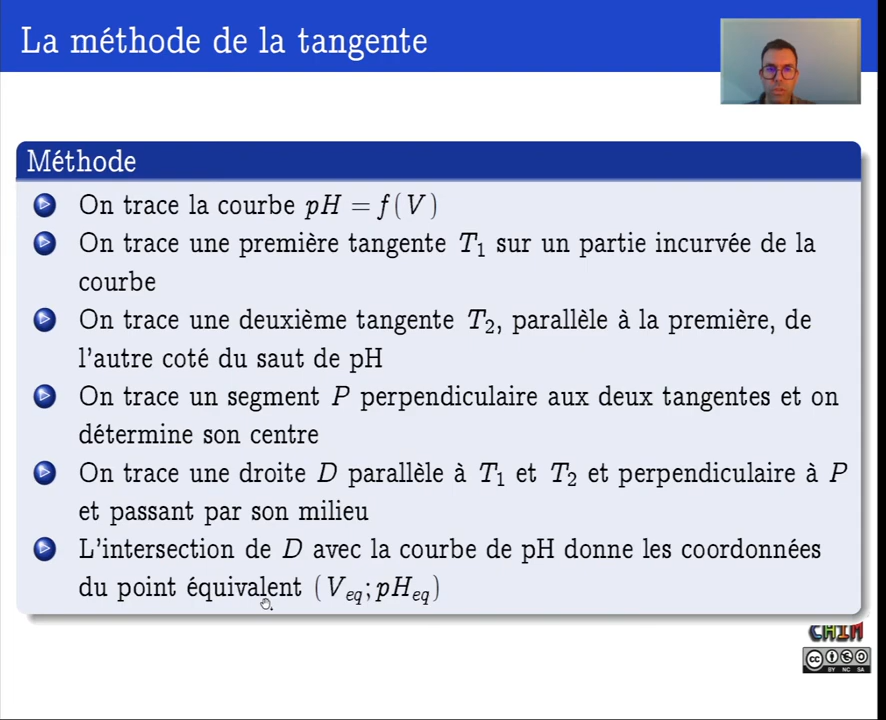 La méthode de la tangente
Méthode
On trace la courbe pH = f(V)
On trace une première tangente T₁ sur un partie incurvée de la
courbe
On trace une deuxième tangente T₂, parallèle à la première, de
l'autre coté du saut de pH
On trace un segment P perpendiculaire aux deux tangentes et on
détermine son centre
On trace une droite D parallèle à T₁ et T₂ et perpendiculaire à P
et passant par son milieu
L'intersection de D avec la courbe de pH donne les coordonnées
du point équivalent (V_eq; pH_eq)
CHIM
cc
BY NC SA